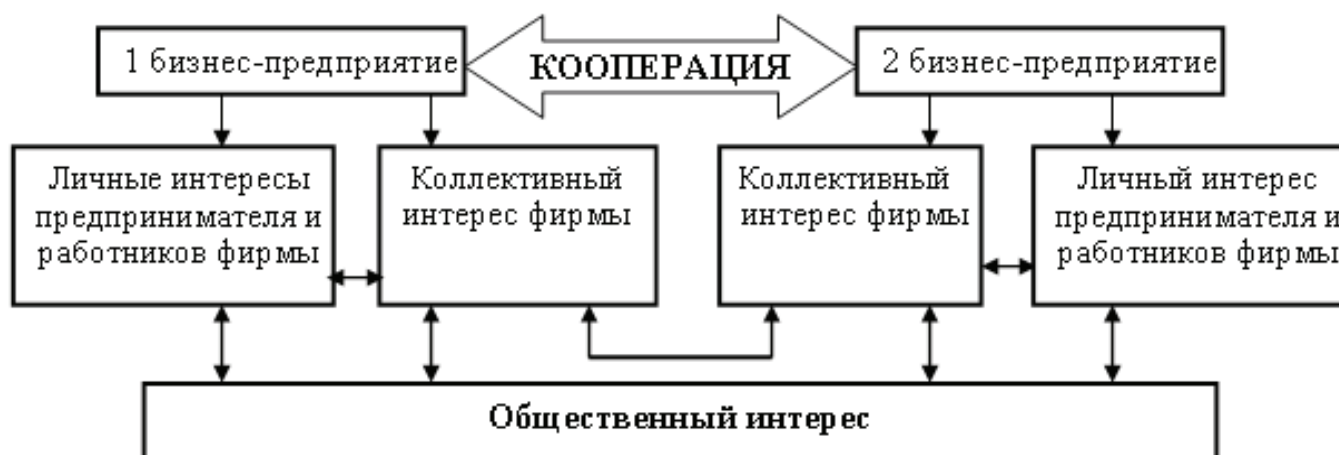 1 бизнес-предприятие
КООПЕРАЦИЯ
2 бизнес-предприятие
Личные интересы
предпринимателя и
работников фирмы
Коллективный
интерес фирмы
Коллективный
интерес фирмы
Личный интерес
предпринимателя и
работников фирмы
Общественный интерес